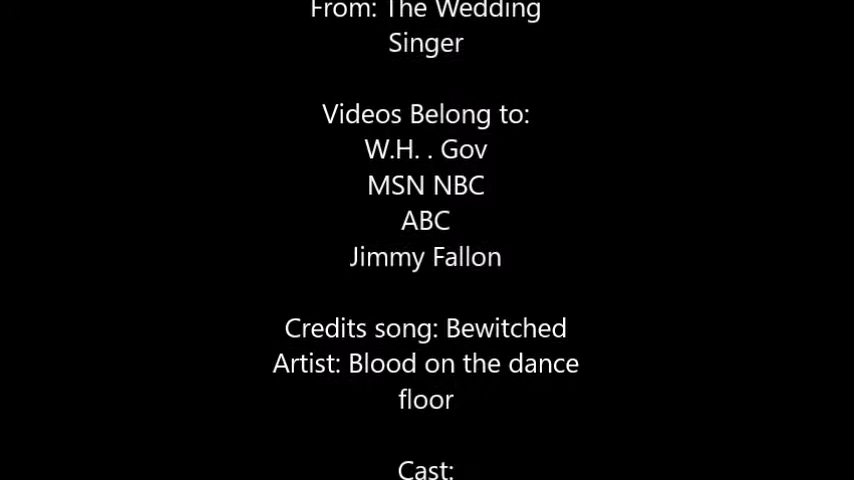 From: The Wedding
Singer
Videos Belong to:
W.H. . Gov
MSN NBC
ABC
Jimmy Fallon
Credits song: Bewitched
Artist: Blood on the dance
floor
Cast: